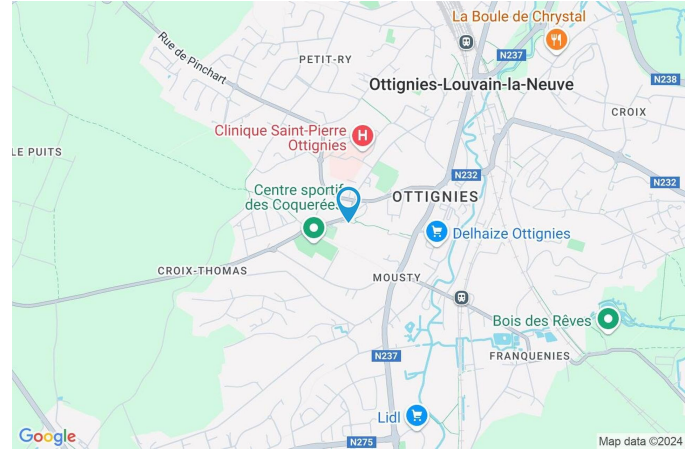 La Boule de Chrystal
N237
Rue de Pinchart
PETIT-RY
Ottignies-Louvain-la-Neuve
N238
CROIX
Clinique Saint-Pierre
Ottignies
H
LE PUITS
N232
N232
Centre sportif
des Coquerée
OTTIGNIES
Delhaize Ottignies
CROIX-THOMAS
MOUSTY
Bois des Rêves
N237
FRANQUENIES
Lidl
N275
Google
Map data ©2024